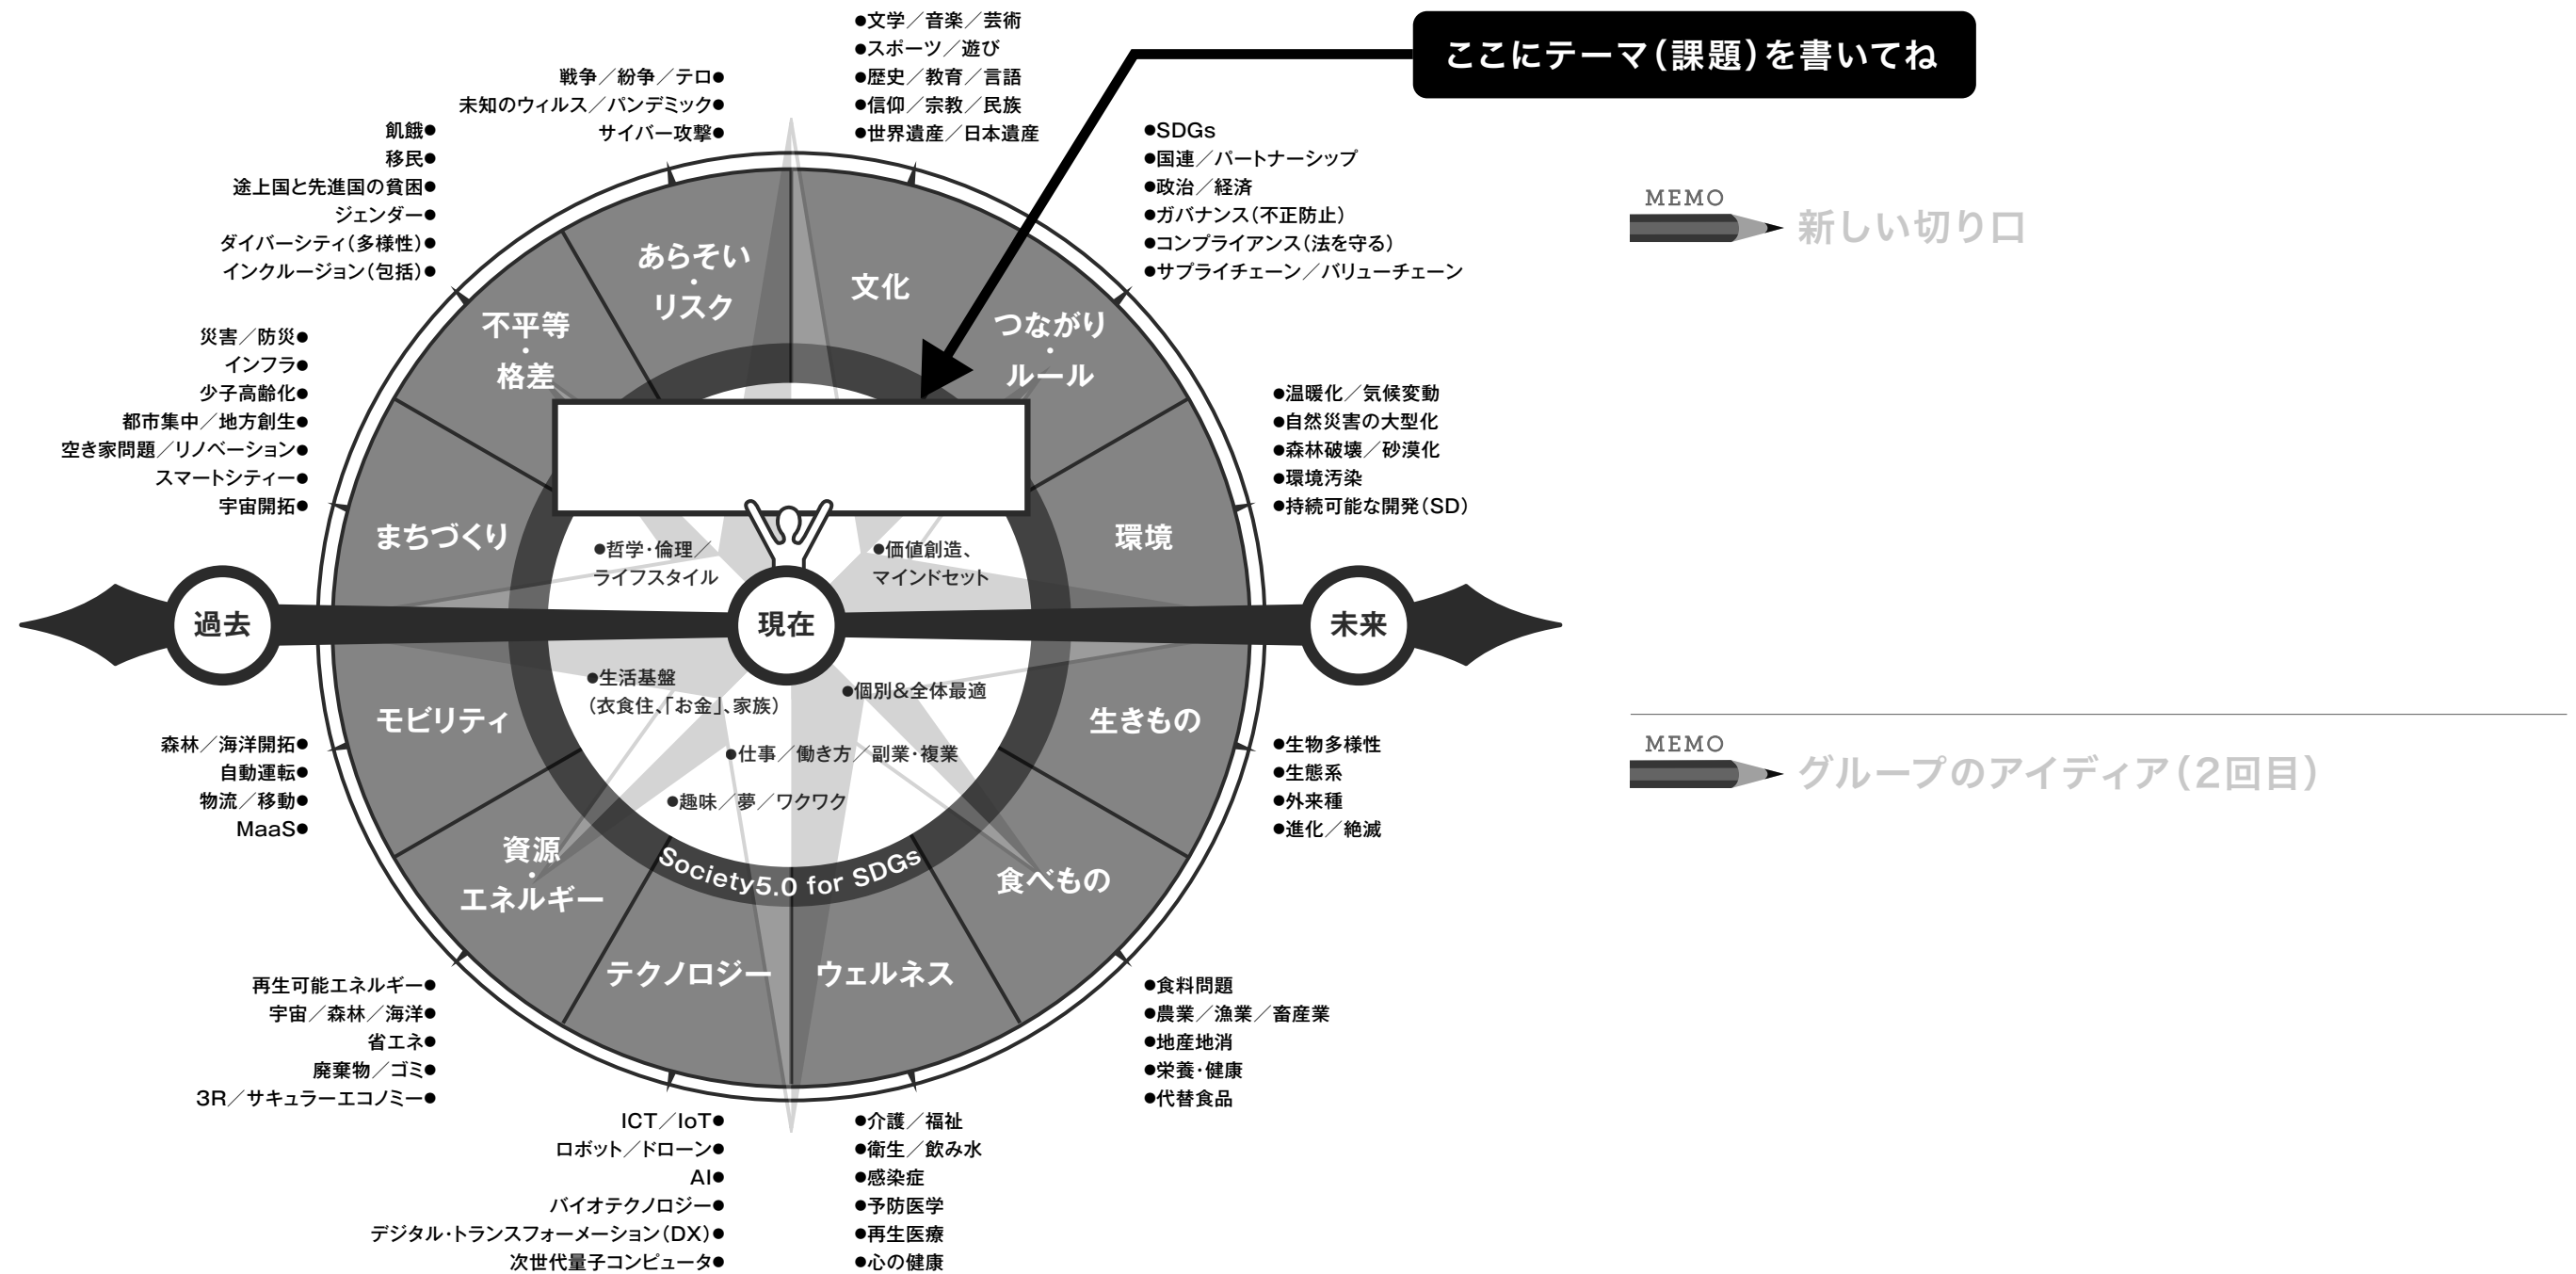 ここにテーマ（課題）を書いてね
●文学／音楽／芸術
●スポーツ／遊び
●歴史／教育／言語
●信仰／宗教／民族
●世界遺産／日本遺産
戦争／紛争／テロ●
未知のウィルス／パンデミック●
サイバー攻撃●
飢餓●
移民●
途上国と先進国の貧困●
ジェンダー●
ダイバーシティ（多様性）●
インクルージョン（包括）●
●SDGs
●国連／パートナーシップ
●政治／経済
●ガバナンス（不正防止）
●コンプライアンス（法を守る）
●サプライチェーン／バリューチェーン
災害／防災●
インフラ●
少子高齢化●
都市集中／地方創生●
空き家問題／リノベーション●
スマートシティー●
宇宙開拓●
●温暖化／気候変動
●自然災害の大型化
●森林破壊／砂漠化
●環境汚染
●持続可能な開発（SD）
あらそい
・
リスク
文化
不平等
・
格差
つながり
・
ルール
まちづくり
環境
●哲学・倫理／
ライフスタイル
●価値創造、
マインドセット
過去
現在
未来
●生活基盤
（衣食住、「お金」、家族）
●個別&全体最適
●仕事／働き方／副業・複業
●趣味／夢／ワクワク
モビリティ
生きもの
資源
・
エネルギー
食べもの
Society5.0 for SDGs
テクノロジー
ウェルネス
森林／海洋開拓●
自動運転●
物流／移動●
MaaS●
●生物多様性
●生態系
●外来種
●進化／絶滅
再生可能エネルギー●
宇宙／森林／海洋●
省エネ●
廃棄物／ゴミ●
3R／サキュラーエコノミー●
●食料問題
●農業／漁業／畜産業
●地産地消
●栄養・健康
●代替食品
ICT／IoT●
ロボット／ドローン●
AI●
バイオテクノロジー●
デジタル・トランスフォーメーション（DX）●
次世代量子コンピュータ●
●介護／福祉
●衛生／飲み水
●感染症
●予防医学
●再生医療
●心の健康
MEMO
新しい切り口
MEMO
グループのアイディア（2回目）